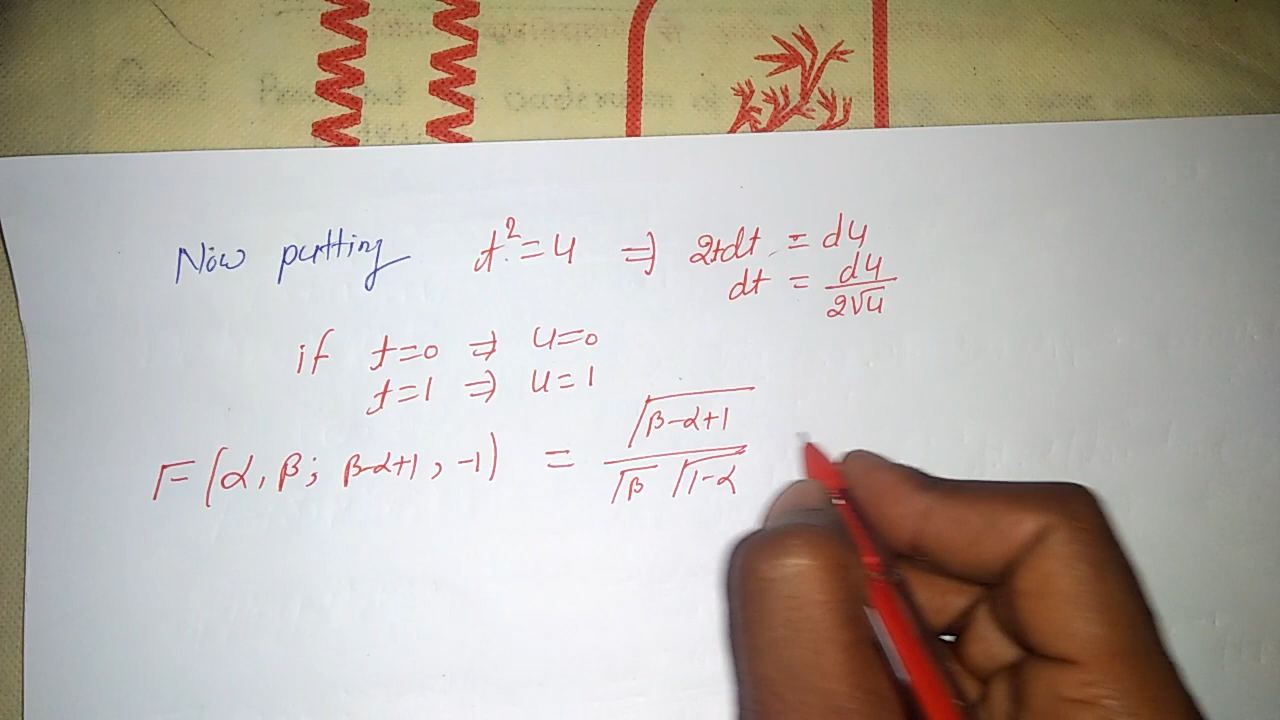 Now putting t² = u ⇒ 2tdt = du
dt = du/2√u
if t=0 ⇒ u=0
t=1 ⇒ u=1
F(α, β; β-α+1, -1) = Γβ-α+1 / Γβ Γ1-α